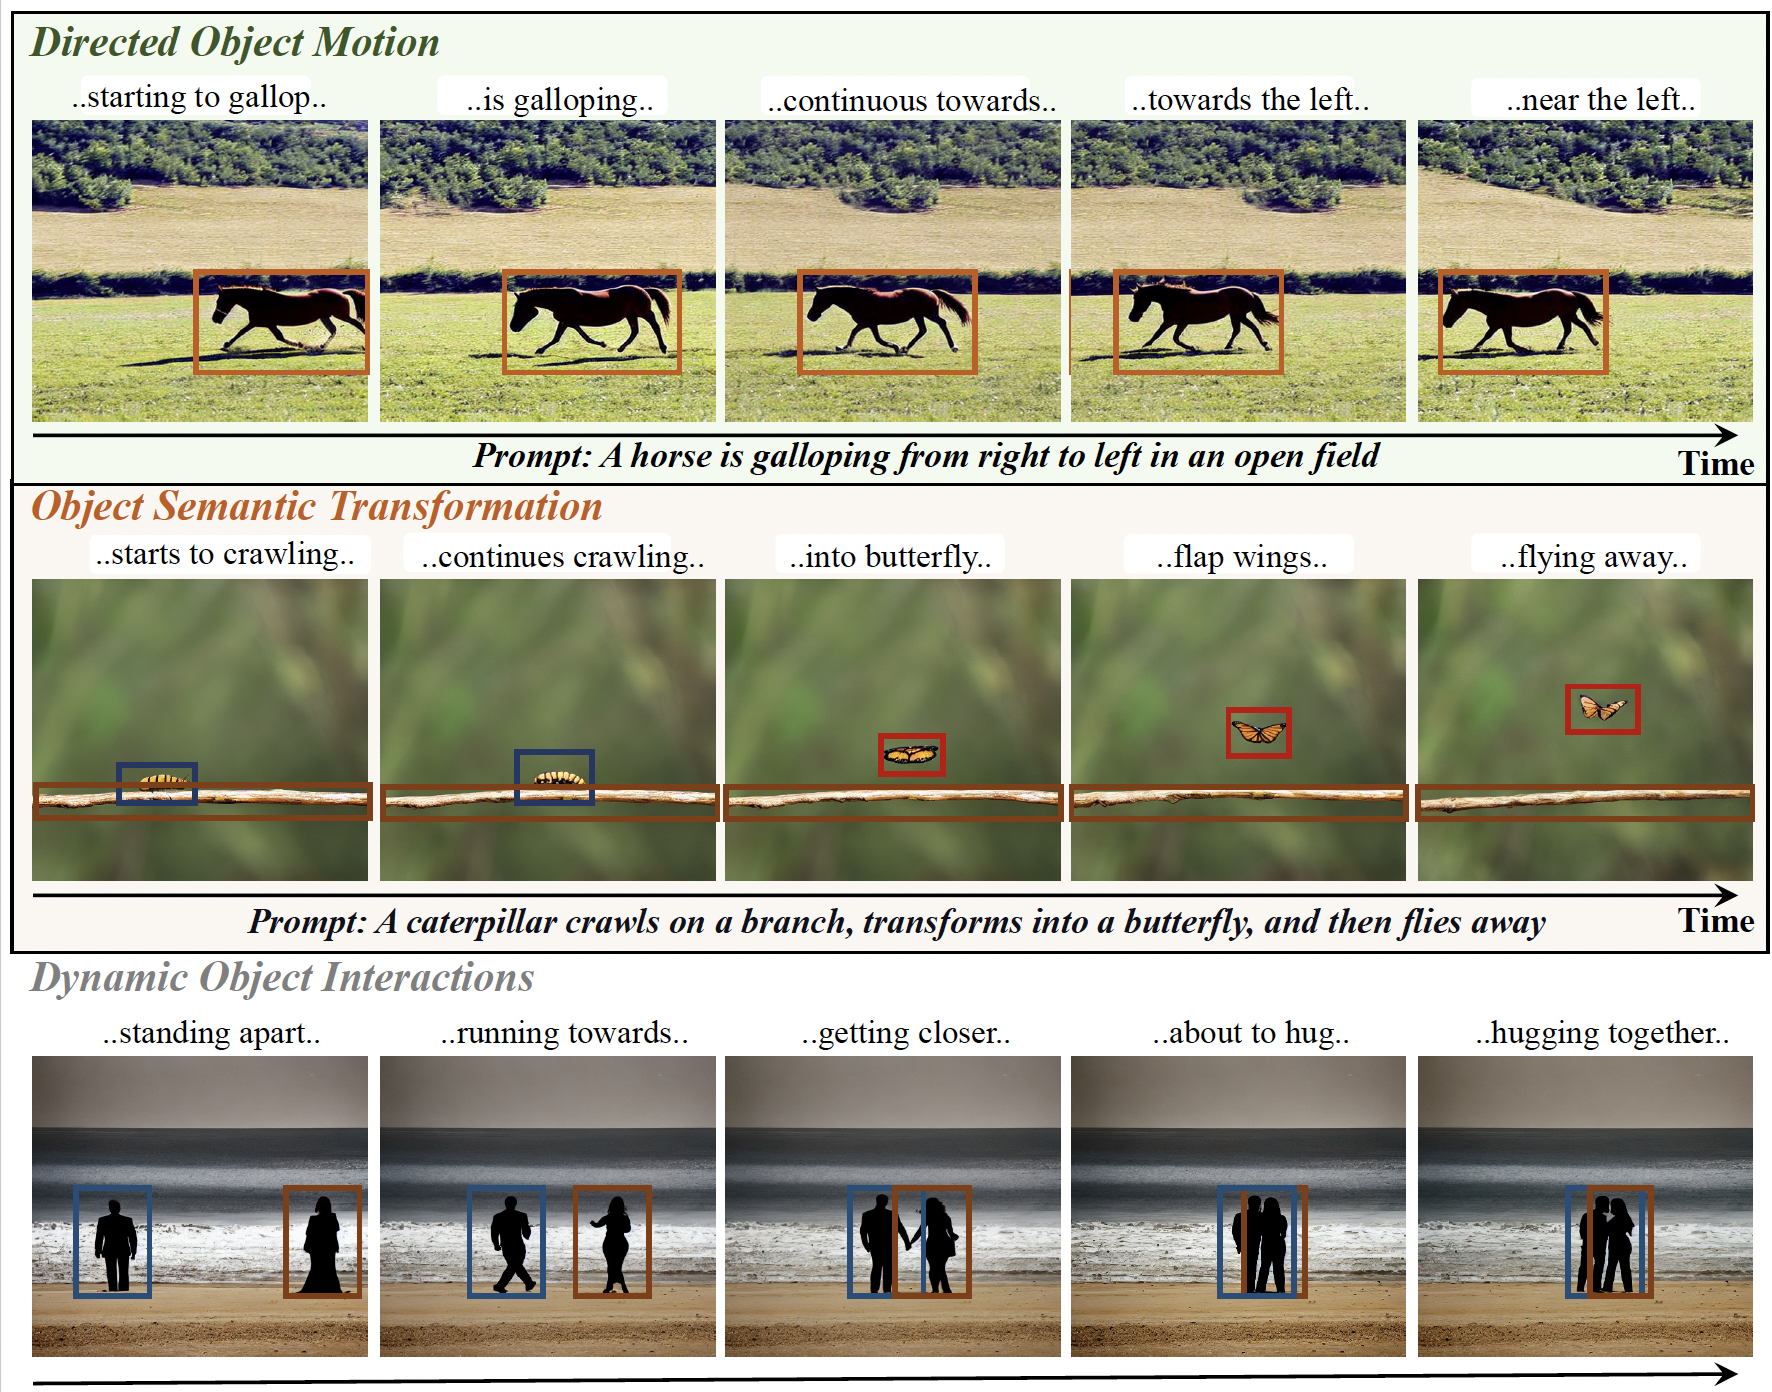 Directed Object Motion
..starting to gallop.. ..is galloping.. ..continuous towards.. ..towards the left.. ..near the left..
Prompt: A horse is galloping from right to left in an open field
Time
Object Semantic Transformation
..starts to crawling.. ..continues crawling.. ..into butterfly.. ..flap wings.. ..flying away..
Prompt: A caterpillar crawls on a branch, transforms into a butterfly, and then flies away
Time
Dynamic Object Interactions
..standing apart.. ..running towards.. ..getting closer.. ..about to hug.. ..hugging together..